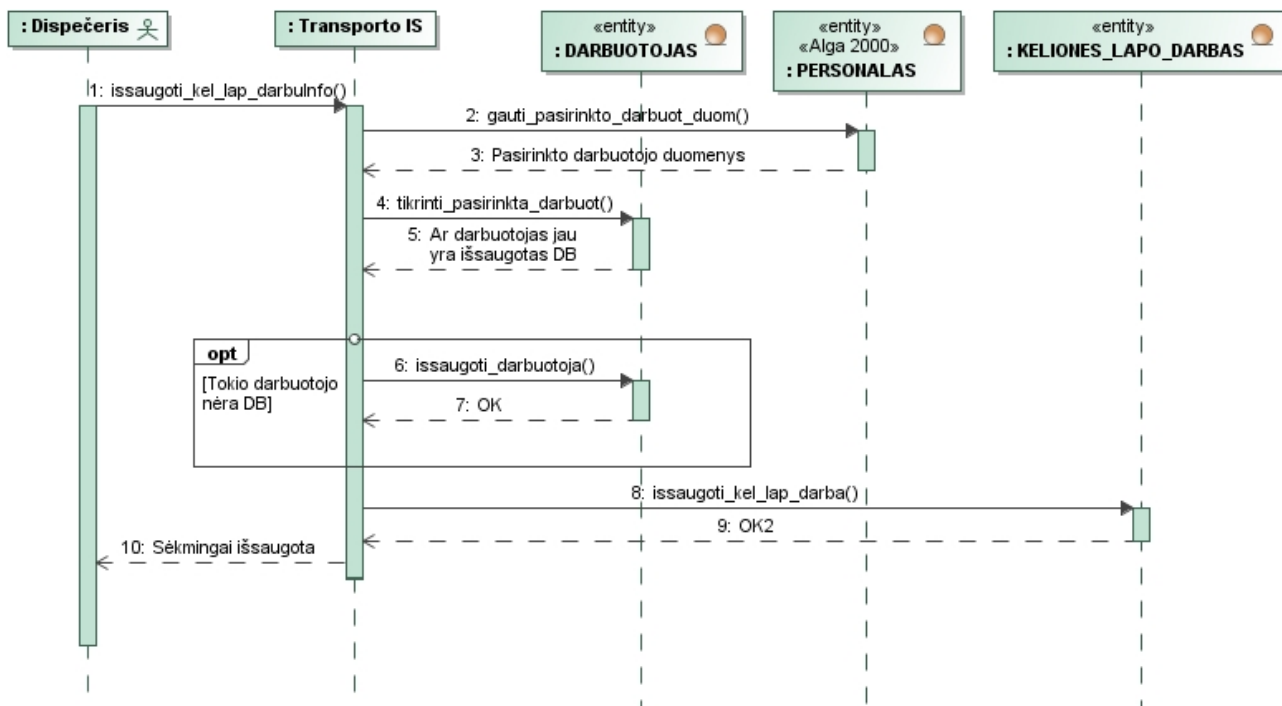 : Dispečeris
: Transporto IS
«entity»
: DARBUOTOJAS
«entity»
«Alga 2000»
: PERSONALAS
«entity»
: KELIONES_LAPO_DARBAS
1: issaugoti_kel_lap_darbuInfo()
2: gauti_pasirinkto_darbuot_duom()
3: Pasirinkto darbuotojo duomenys
4: tikrinti_pasirinkta_darbuot()
5: Ar darbuotojas jau
yra išsaugotas DB
opt
6: issaugoti_darbuotoja()
[Tokio darbuotojo
nėra DB]
7: OK
8: issaugoti_kel_lap_darba()
9: OK2
10: Sėkmingai išsaugota